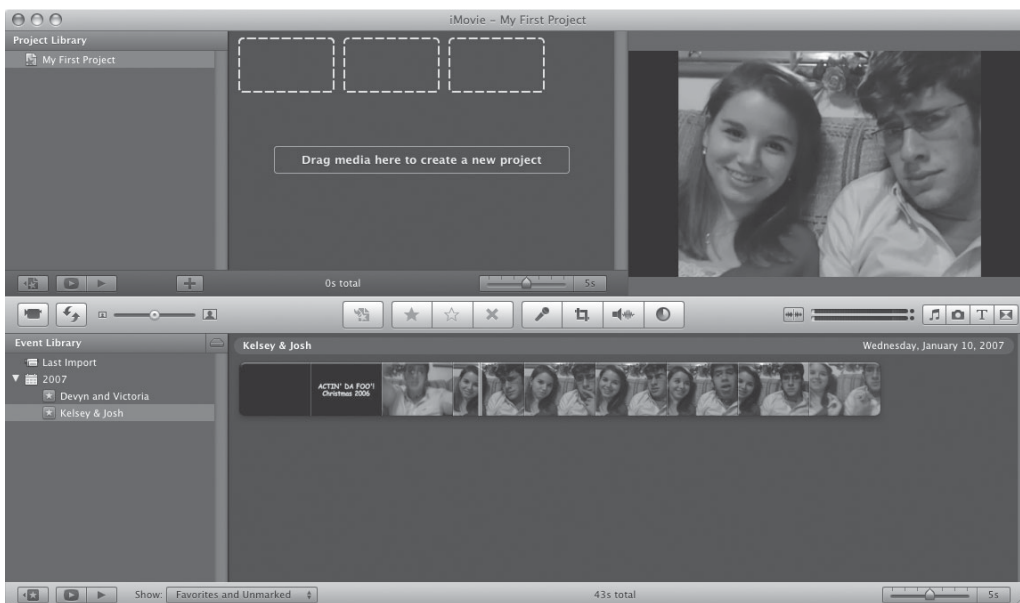 iMovie – My First Project
Project Library
My First Project
Drag media here to create a new project
0s total
5s
T
Event Library
Last Import
2007
Devyn and Victoria
Kelsey & Josh
Kelsey & Josh
Wednesday, January 10, 2007
ACTIN' DA FOO'!
Christmas 2006
Show: Favorites and Unmarked
43s total
5s